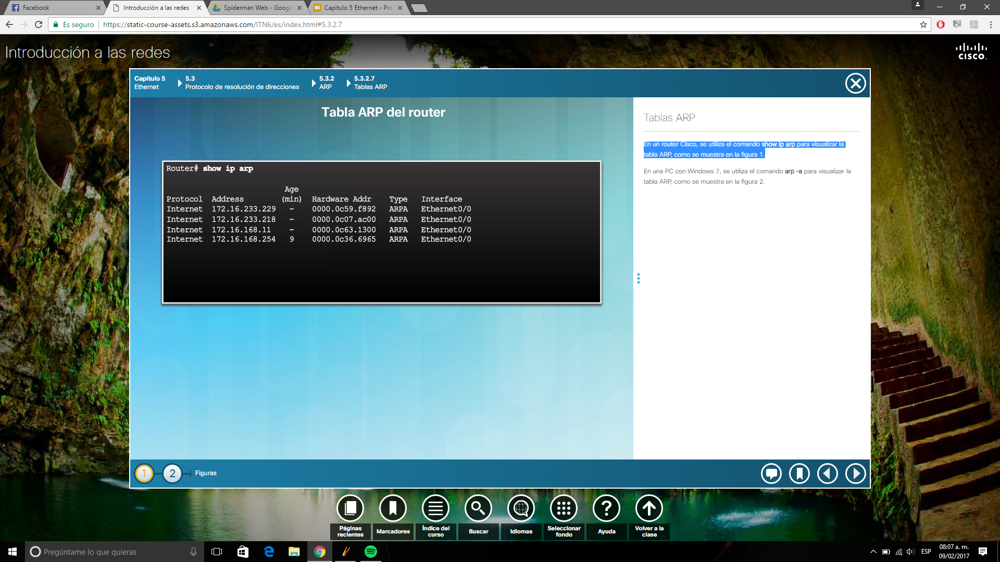 Facebook
Introducción a las redes
Spiderman Web - Google
Capitulo 5 Ethernet - Pre
Es seguro
https://static-course-assets.s3.amazonaws.com/ITN6/es/index.html#5.3.2.7
Introducción a las redes
CISCO.
Capítulo 5
Ethernet
5.3
Protocolo de resolución de direcciones
5.3.2
ARP
5.3.2.7
Tablas ARP
Tabla ARP del router
Router# show ip arp
Age
Protocol Address (min) Hardware Addr Type Interface
Internet 172.16.233.229 - 0000.0c59.f892 ARPA Ethernet0/0
Internet 172.16.233.218 - 0000.0c07.ac00 ARPA Ethernet0/0
Internet 172.16.168.11 - 0000.0c63.1300 ARPA Ethernet0/0
Internet 172.16.168.254 9 0000.0c36.6965 ARPA Ethernet0/0
Tablas ARP
En un router Cisco, se utiliza el comando show ip arp para visualizar la
tabla ARP, como se muestra en la figura 1.
En una PC con Windows 7, se utiliza el comando arp –a para visualizar la
tabla ARP, como se muestra en la figura 2.
1
2
Figuras
Páginas
recientes
Marcadores
Índice del
curso
Buscar
Idiomas
Seleccionar
fondo
Ayuda
Volver a la
clase
Pregúntame lo que quieras
ESP
08:07 a. m.
09/02/2017